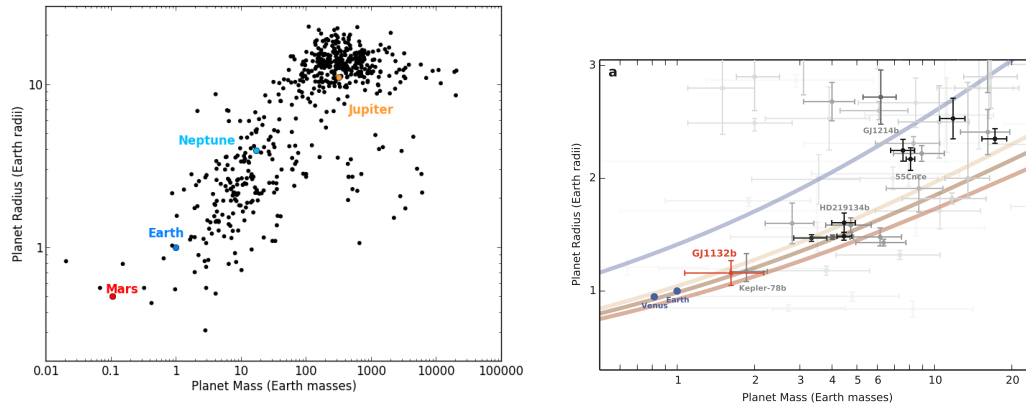 Planet Radius (Earth radii)
10
1
Jupiter
Neptune
Earth
Mars
0.01 0.1 1 10 100 1000 10000 100000
Planet Mass (Earth masses)
a
Planet Radius (Earth radii)
3
2
1
GJ1214b
55Cnce
HD219134b
GJ1132b
Kepler-78b
Venus
Earth
1 2 3 4 5 6 10 20
Planet Mass (Earth masses)